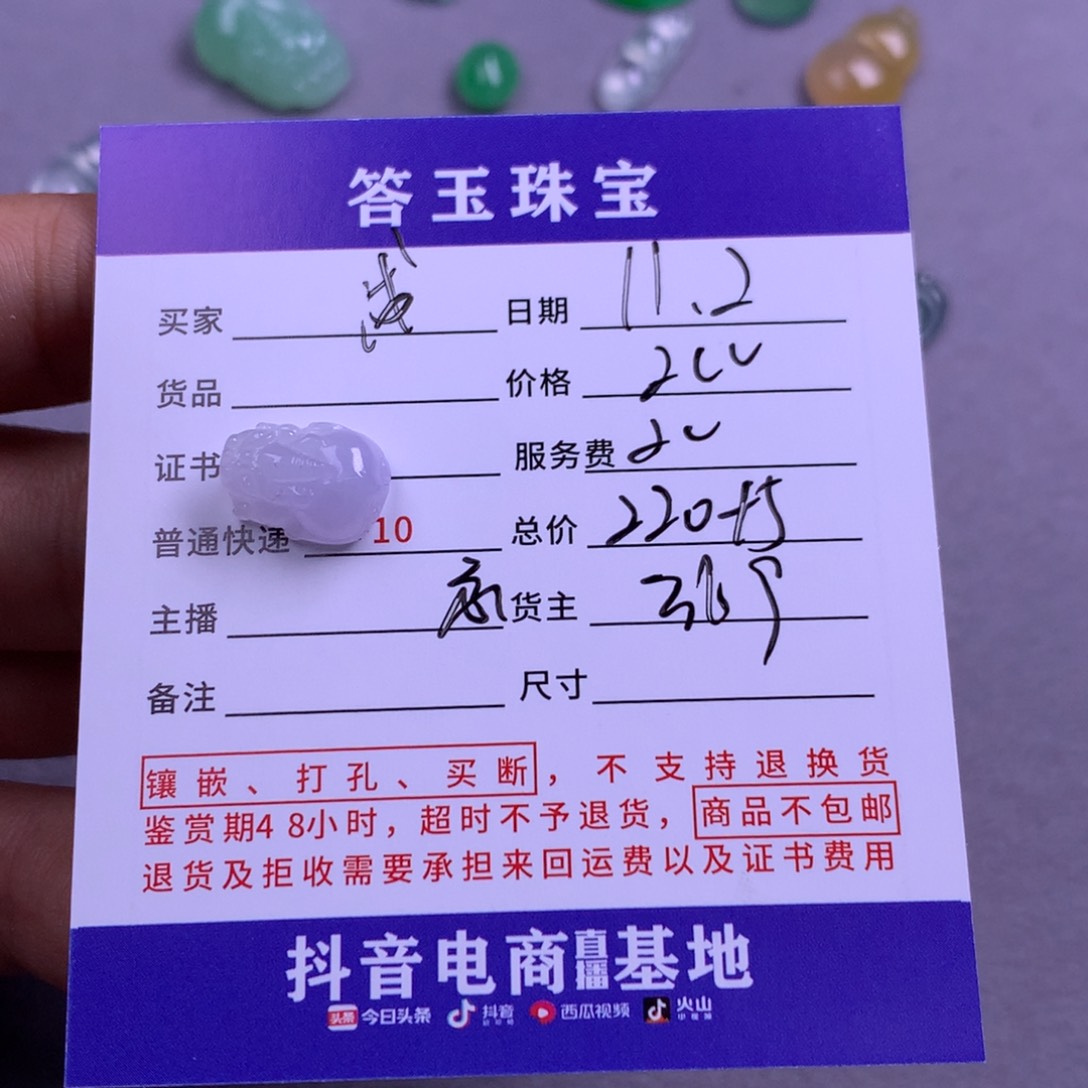 答玉珠宝
买家 日期 11.2
货品 价格 200
证书 服务费 20
普通快递 10 总价 220
主播 货主
备注 尺寸
镶嵌、打孔、买断，不支持退换货
鉴赏期48小时，超时不予退货，商品不包邮
退货及拒收需要承担来回运费以及证书费用
抖音电商直播基地
头条 今日头条 抖音 西瓜视频 火山